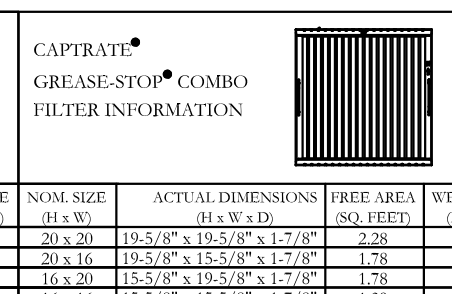 CAPTRATE●
GREASE-STOP● COMBO
FILTER INFORMATION
NOM. SIZE ACTUAL DIMENSIONS FREE AREA
(H x W) (H x W x D) (SQ. FEET)
20 x 20 19-5/8" x 19-5/8" x 1-7/8" 2.28
20 x 16 19-5/8" x 15-5/8" x 1-7/8" 1.78
16 x 20 15-5/8" x 19-5/8" x 1-7/8" 1.78